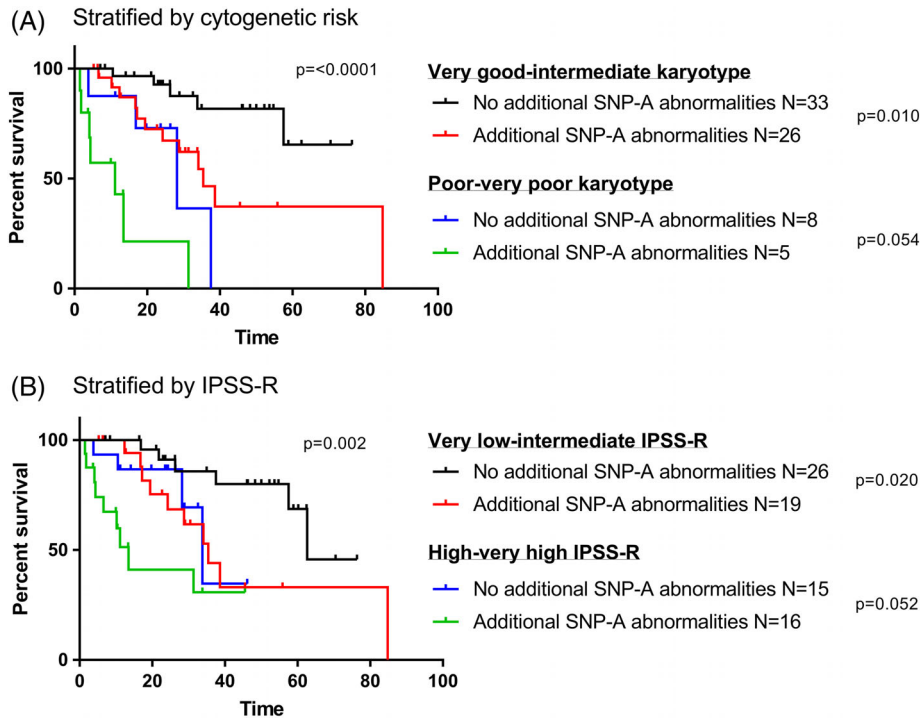 (A) Stratified by cytogenetic risk
p=<0.0001
Percent survival
100
50
0
0 20 40 60 80 100
Time
Very good-intermediate karyotype
No additional SNP-A abnormalities N=33
Additional SNP-A abnormalities N=26
p=0.010
Poor-very poor karyotype
No additional SNP-A abnormalities N=8
Additional SNP-A abnormalities N=5
p=0.054
(B) Stratified by IPSS-R
p=0.002
Percent survival
100
50
0
0 20 40 60 80 100
Time
Very low-intermediate IPSS-R
No additional SNP-A abnormalities N=26
Additional SNP-A abnormalities N=19
p=0.020
High-very high IPSS-R
No additional SNP-A abnormalities N=15
Additional SNP-A abnormalities N=16
p=0.052